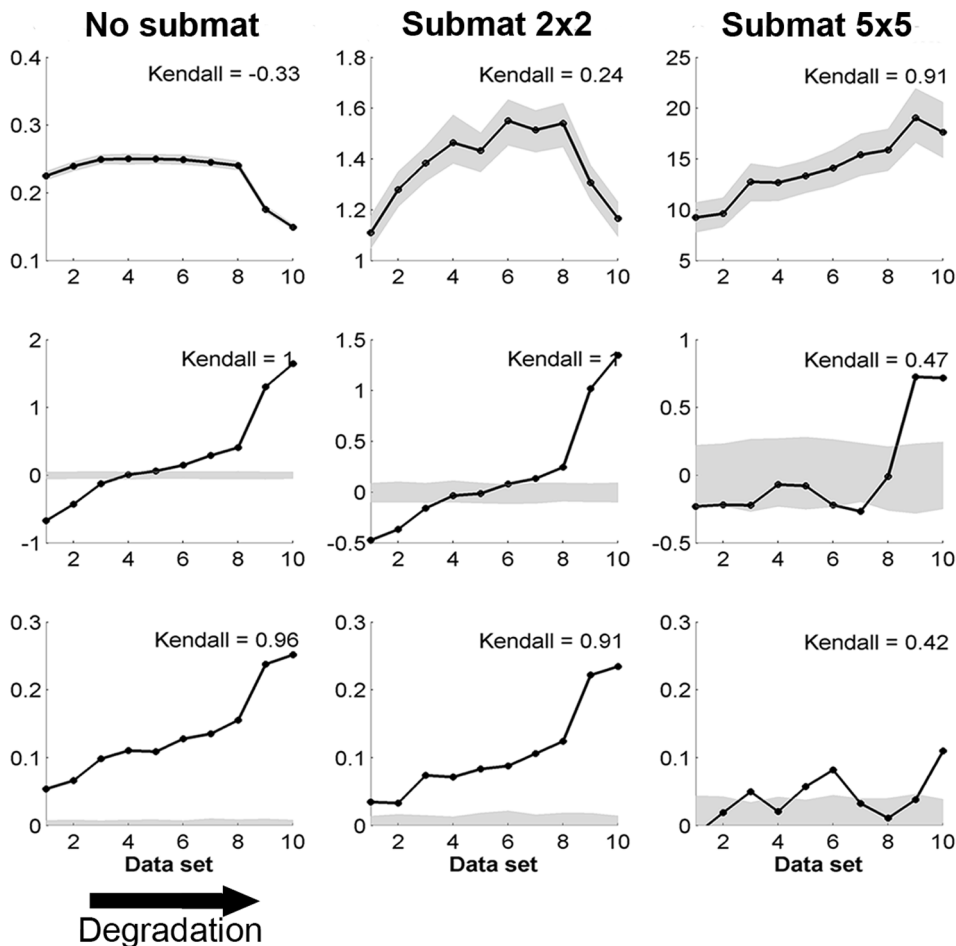 No submat Submat 2x2 Submat 5x5
0.4 Kendall = -0.33 1.8 Kendall = 0.24 25 Kendall = 0.91
0.3 1.6 20
1.4 15
0.2 1.2 10
0.1 1 5
2 4 6 8 10 2 4 6 8 10 2 4 6 8 10
2 Kendall = 1 1.5 Kendall = 1 1 Kendall = 0.47
1 1 0.5
0.5
0 0 0
-1 -0.5 -0.5
2 4 6 8 10 2 4 6 8 10 2 4 6 8 10
0.3 Kendall = 0.96 0.3 Kendall = 0.91 0.3 Kendall = 0.42
0.2 0.2 0.2
0.1 0.1 0.1
0 0 0
2 4 6 8 10 2 4 6 8 10 2 4 6 8 10
Data set Data set Data set
Degradation